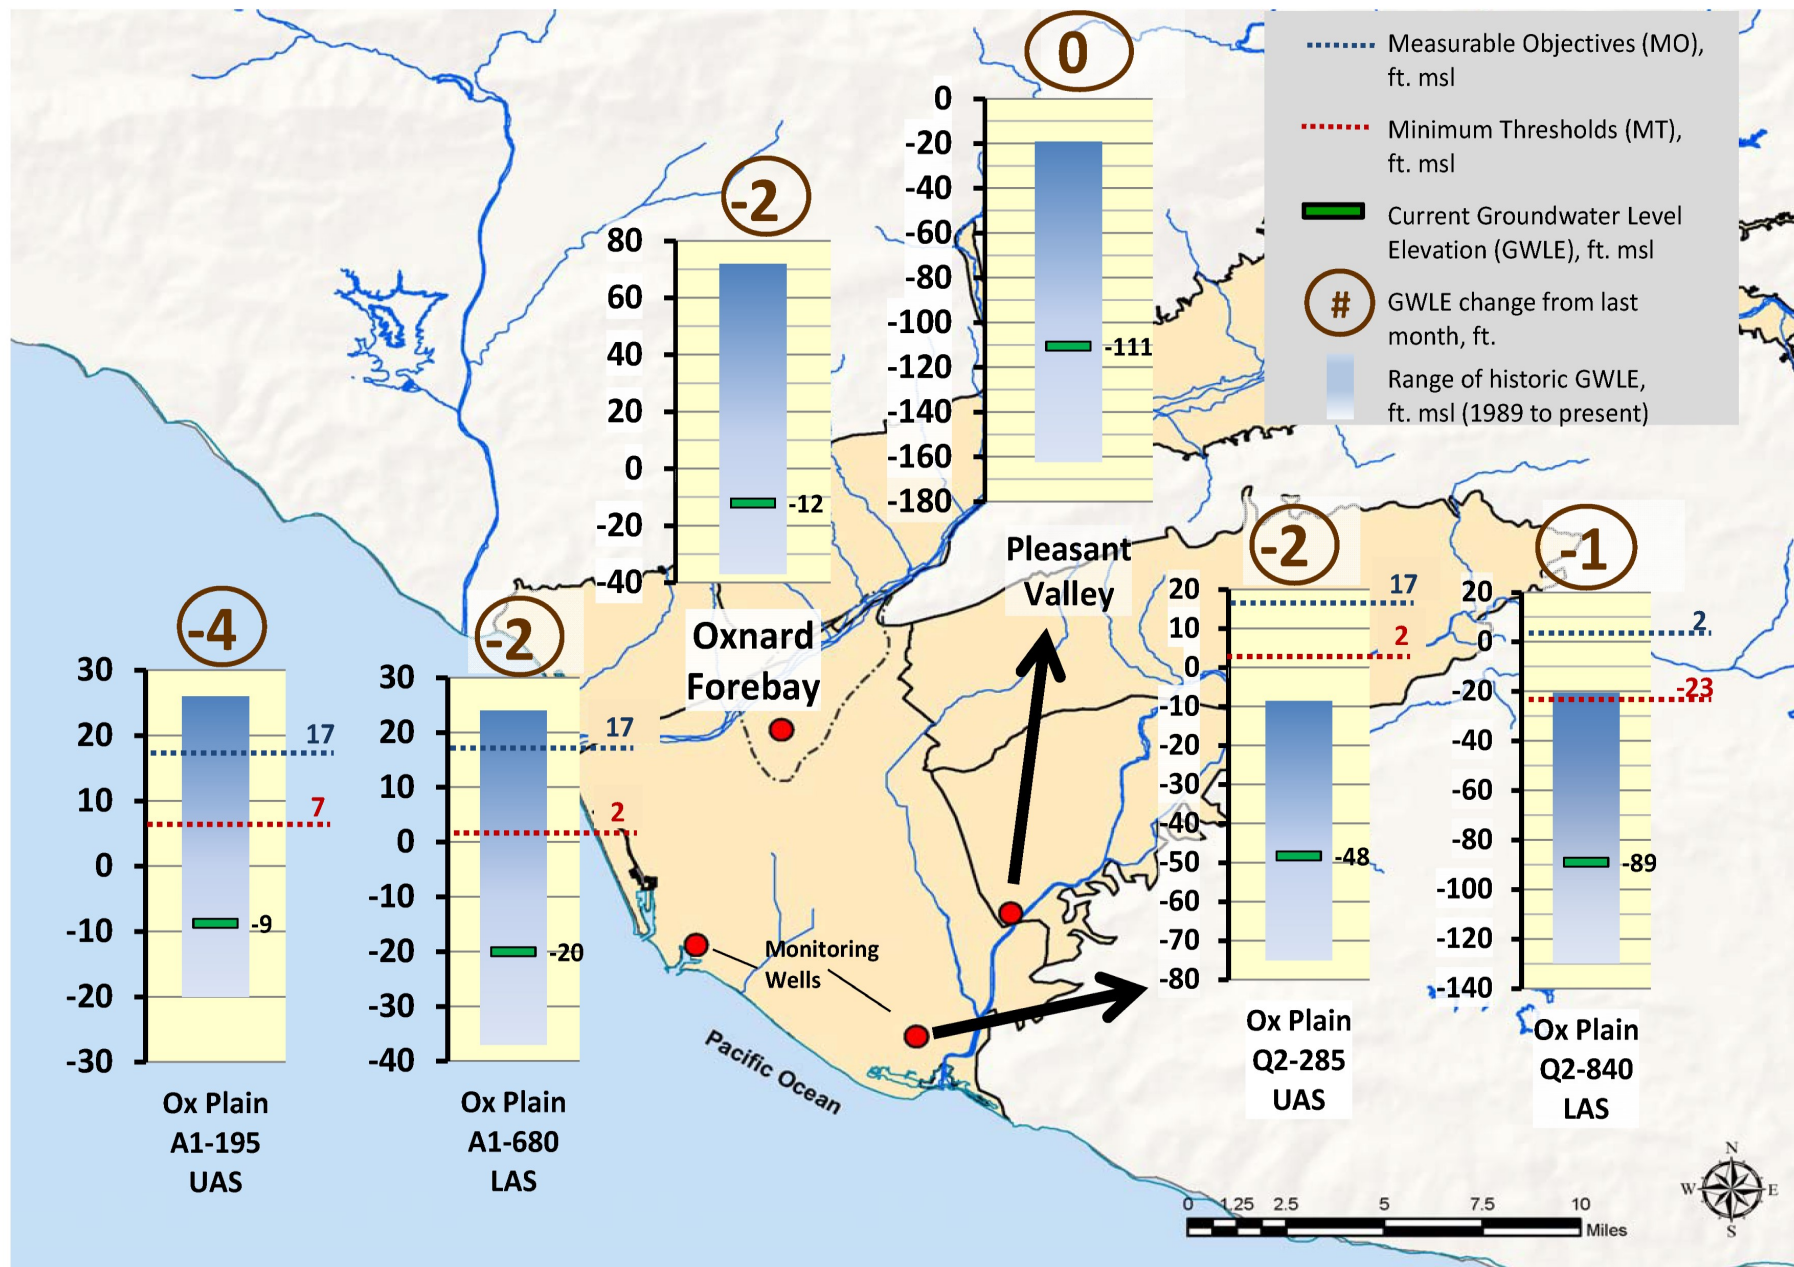 Measurable Objectives (MO),
ft. msl
Minimum Thresholds (MT),
ft. msl
Current Groundwater Level
Elevation (GWLE), ft. msl
#
GWLE change from last
month, ft.
Range of historic GWLE,
ft. msl (1989 to present)
0
0
-20
-40
-60
-80
-100
-120
-140
-160
-180
-111
Pleasant
Valley
-2
80
60
40
20
0
-20
-40
-12
Oxnard
Forebay
-4
30
20
10
0
-10
-20
-30
17
7
-9
Ox Plain
A1-195
UAS
-2
30
20
10
0
-10
-20
-30
-40
17
2
-20
Ox Plain
A1-680
LAS
-2
20
10
0
-10
-20
-30
-40
-50
-60
-70
-80
17
2
-48
Ox Plain
Q2-285
UAS
-1
20
0
-20
-40
-60
-80
-100
-120
-140
2
-23
-89
Ox Plain
Q2-840
LAS
Monitoring
Wells
Pacific Ocean
N
W
E
S
0 1.25 2.5 5 7.5 10
Miles